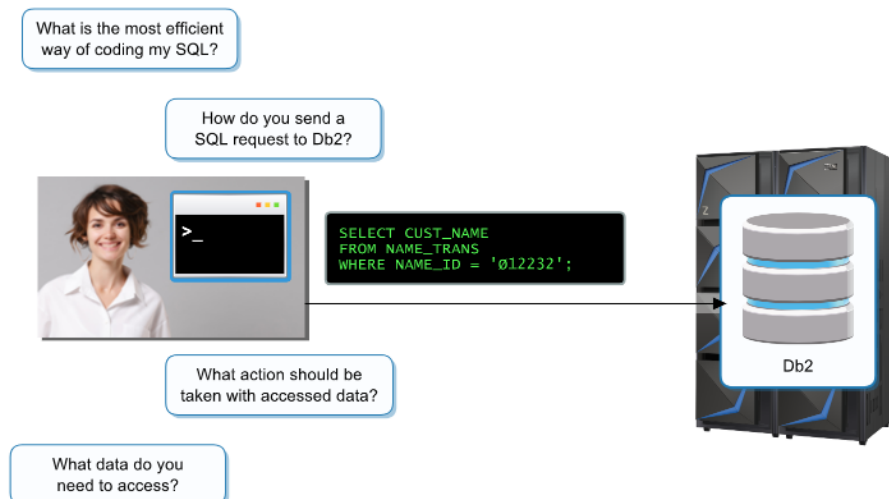 What is the most efficient
way of coding my SQL?
How do you send a
SQL request to Db2?
>_
SELECT CUST_NAME
FROM NAME_TRANS
WHERE NAME_ID = 'Ø12232';
Z
Db2
What action should be
taken with accessed data?
What data do you
need to access?